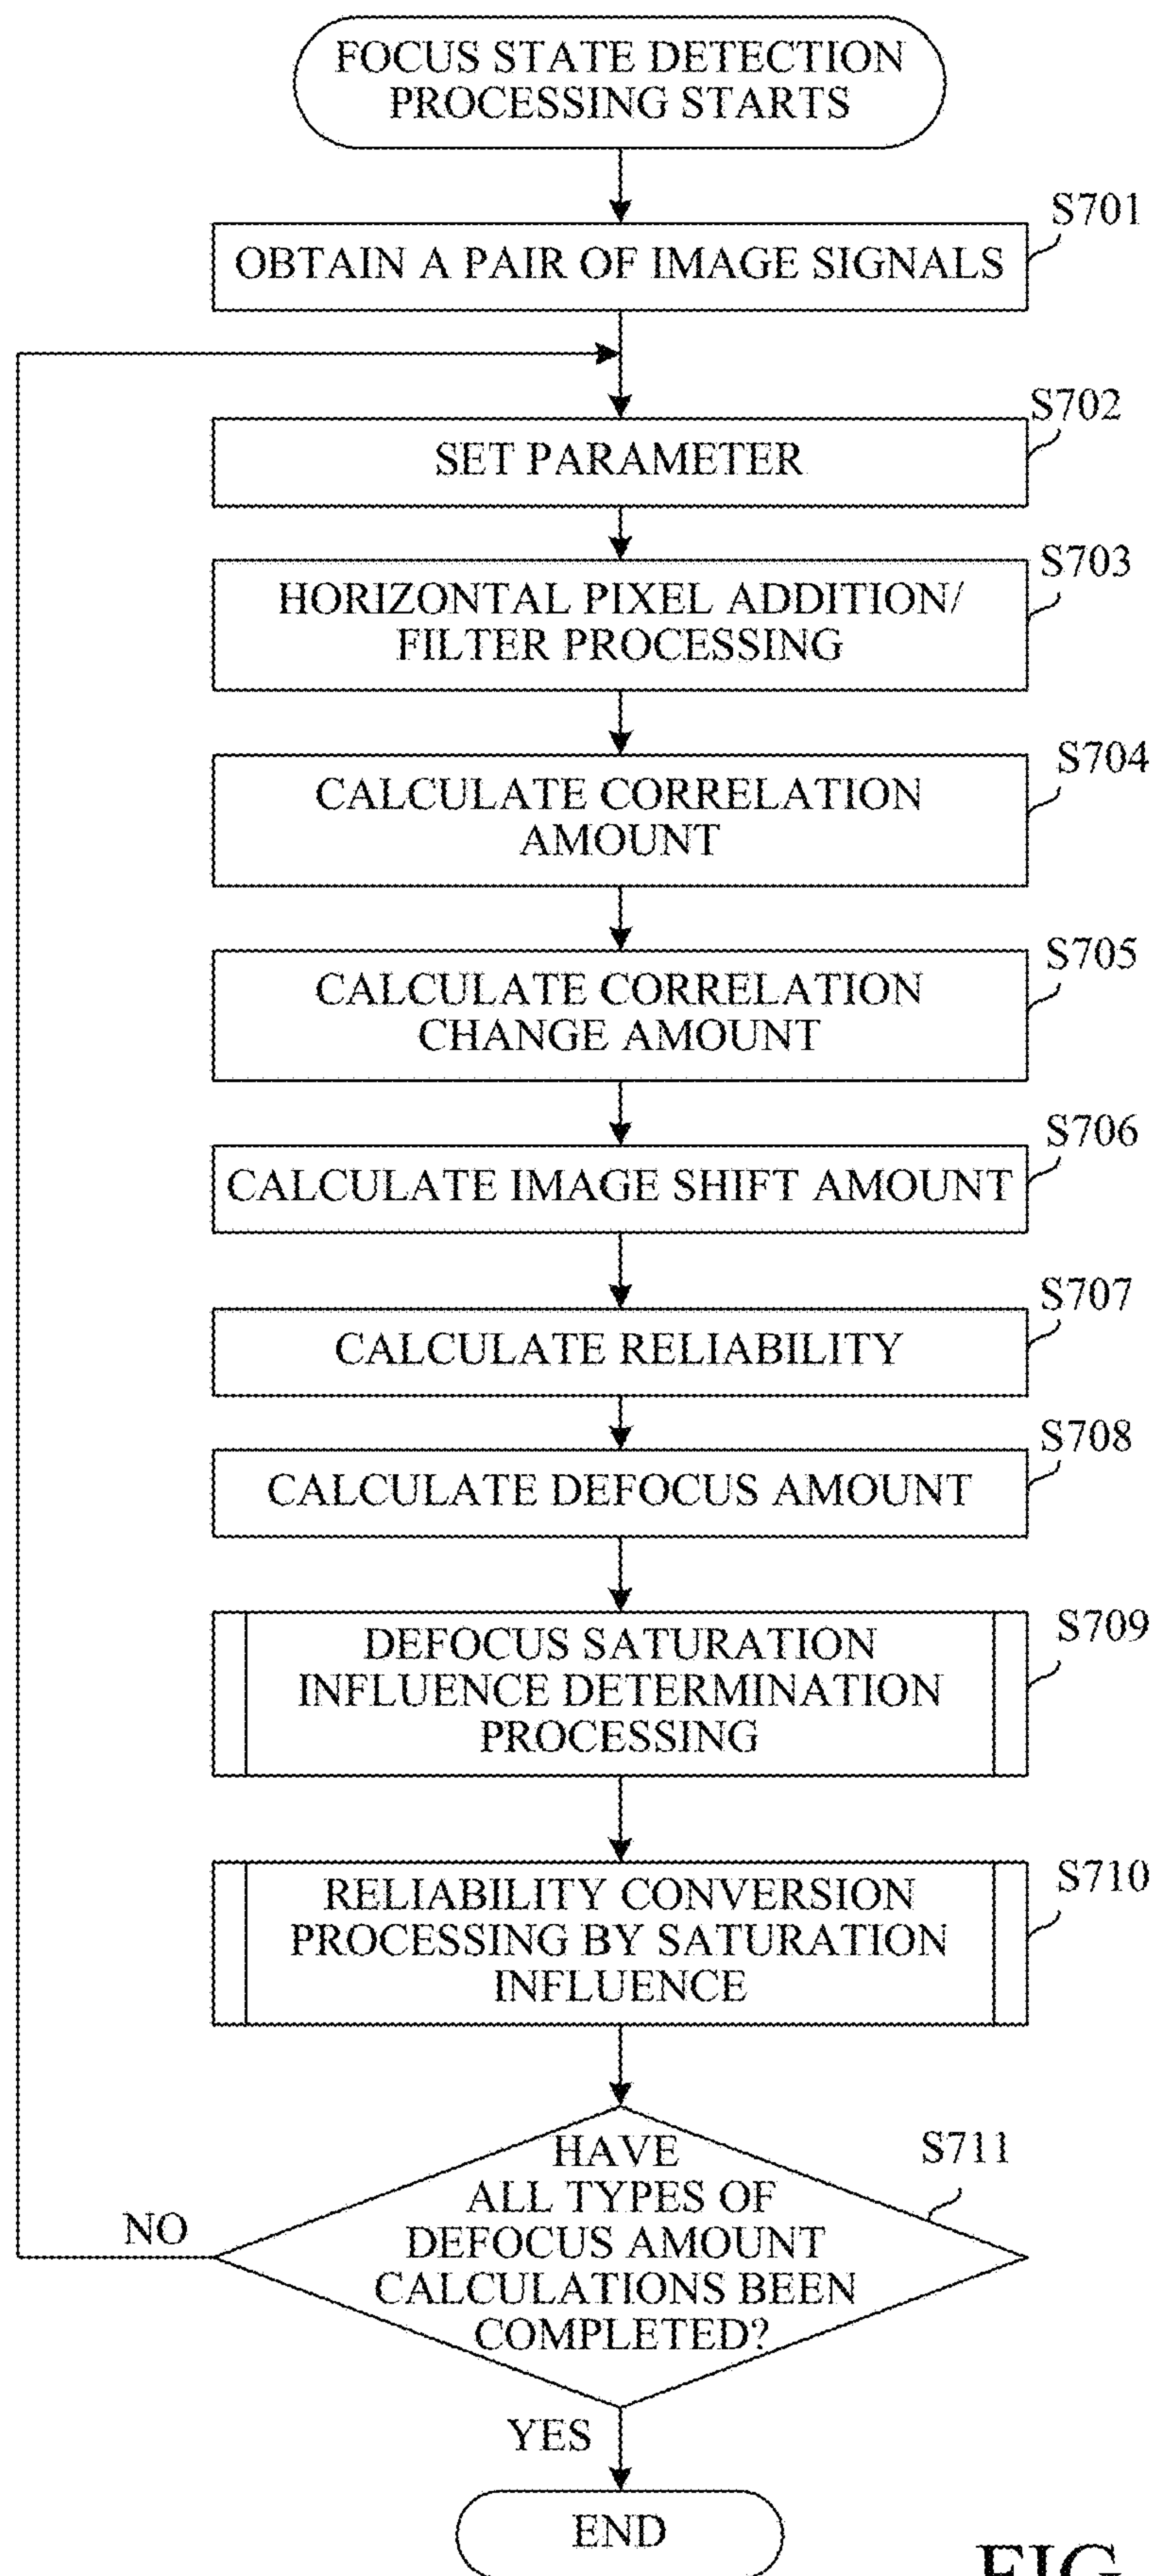 FOCUS STATE DETECTION
PROCESSING STARTS
S701
OBTAIN A PAIR OF IMAGE SIGNALS
S702
SET PARAMETER
S703
HORIZONTAL PIXEL ADDITION/
FILTER PROCESSING
S704
CALCULATE CORRELATION
AMOUNT
S705
CALCULATE CORRELATION
CHANGE AMOUNT
S706
CALCULATE IMAGE SHIFT AMOUNT
S707
CALCULATE RELIABILITY
S708
CALCULATE DEFOCUS AMOUNT
S709
DEFOCUS SATURATION
INFLUENCE DETERMINATION
PROCESSING
S710
RELIABILITY CONVERSION
PROCESSING BY SATURATION
INFLUENCE
S711
HAVE
ALL TYPES OF
DEFOCUS AMOUNT
CALCULATIONS BEEN
COMPLETED?
NO
YES
END
FIG